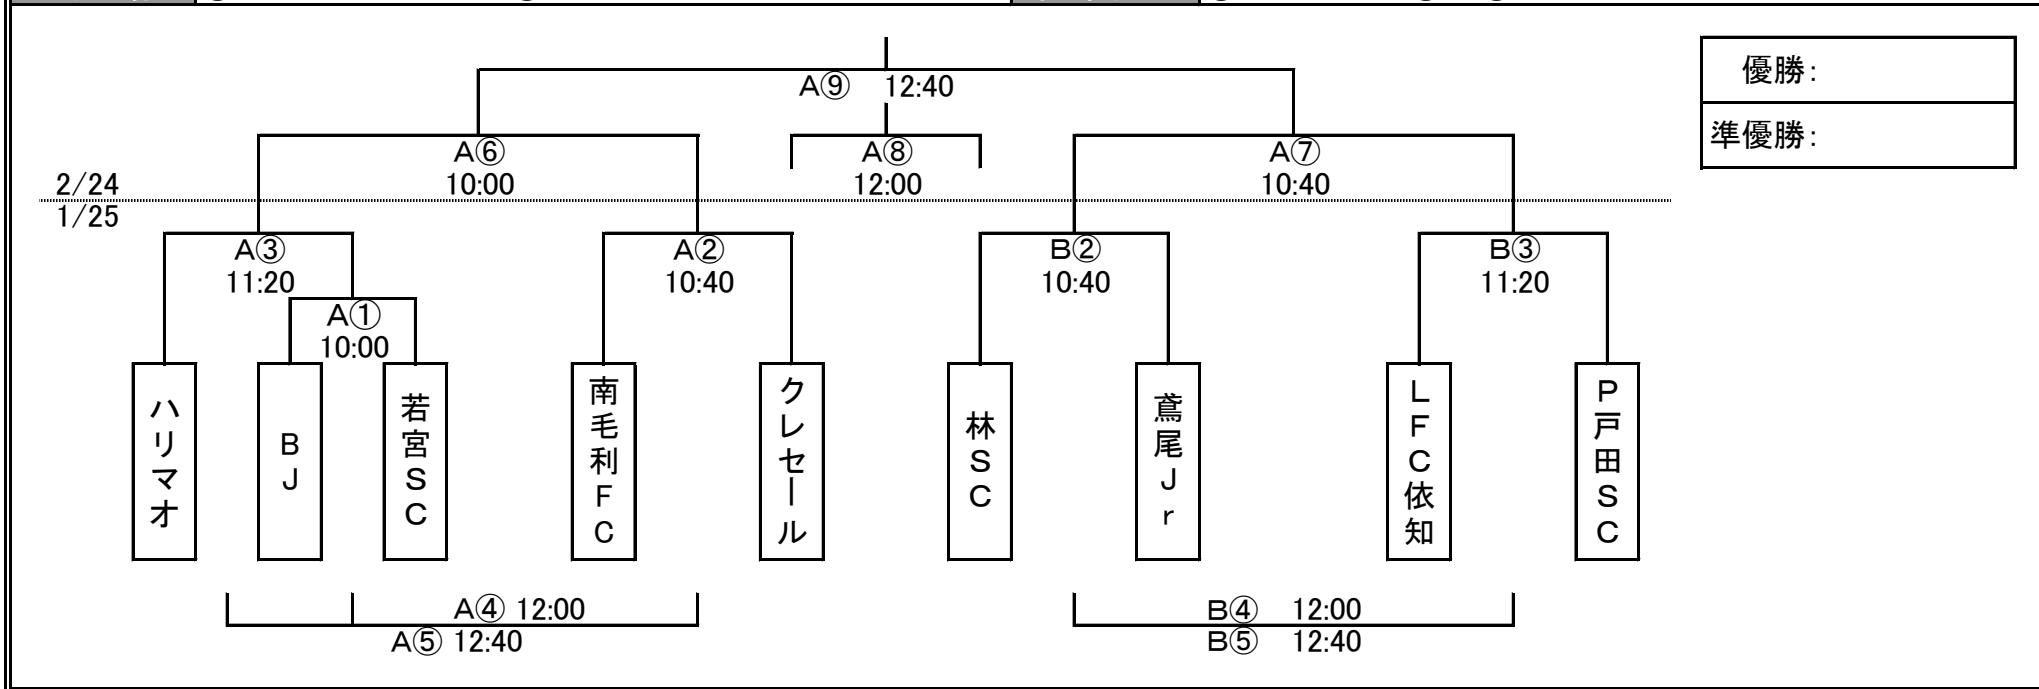 優勝:
準優勝:
A⑨ 12:40
A⑥
10:00
A⑧
12:00
A⑦
10:40
2/24
1/25
A③
11:20
A②
10:40
B②
10:40
B③
11:20
A①
10:00
ハリマオ
BJ
若宮SC
南毛利FC
クレセール
林SC
鳶尾Jr
LFC依知
P戸田SC
A④ 12:00
A⑤ 12:40
B④ 12:00
B⑤ 12:40